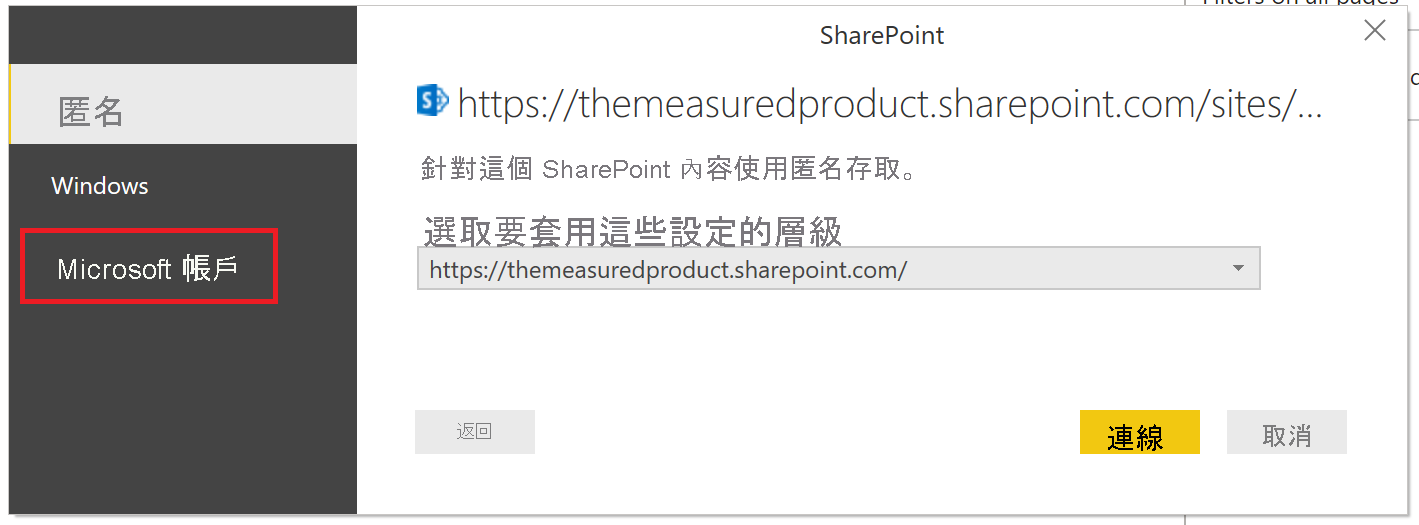 Filters on all pages
SharePoint
https://themeasuredproduct.sharepoint.com/sites/...
匿名
針對這個 SharePoint 內容使用匿名存取。
Windows
選取要套用這些設定的層級
Microsoft 帳戶
https://themeasuredproduct.sharepoint.com/
返回
連線
取消